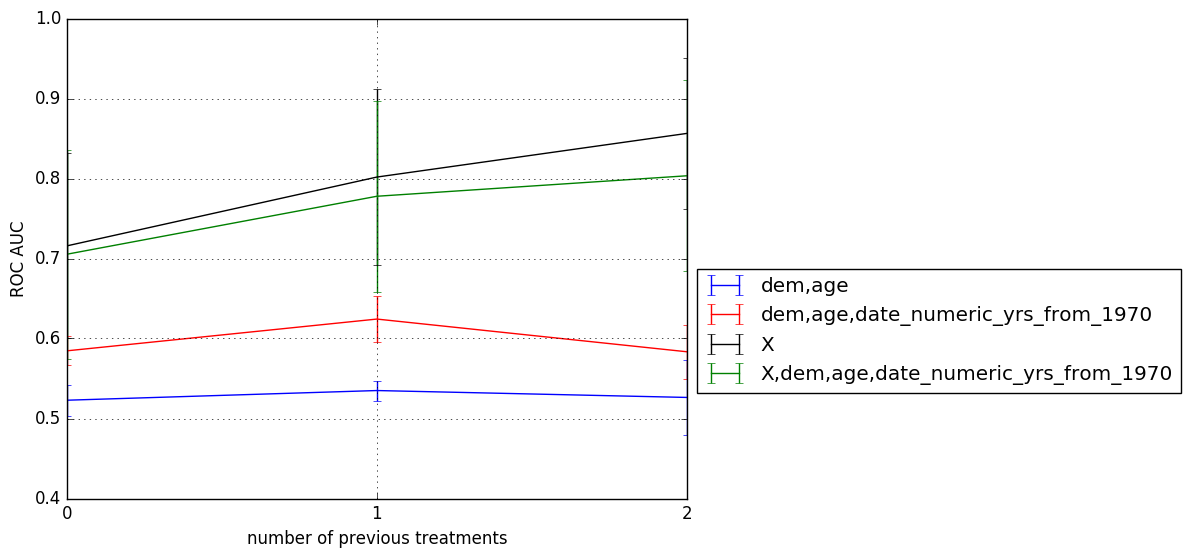 1.0
0.9
0.8
0.7
0.6
0.5
0.4
ROC AUC
0 1 2
number of previous treatments
dem,age
dem,age,date_numeric_yrs_from_1970
X
X,dem,age,date_numeric_yrs_from_1970